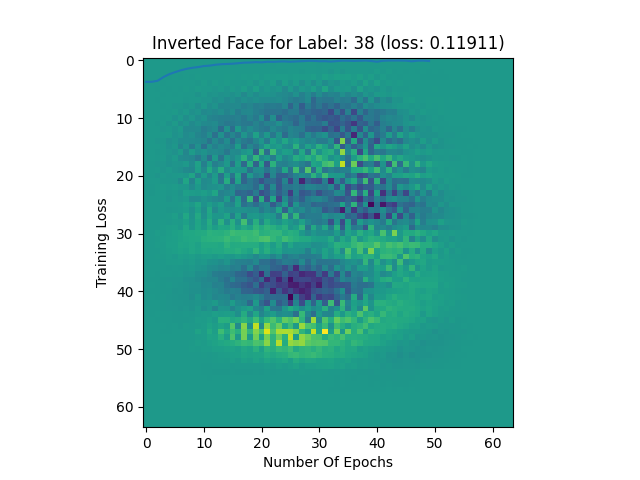 Inverted Face for Label: 38 (loss: 0.11911)
0
10
20
30
40
50
60
Training Loss
0 10 20 30 40 50 60
Number Of Epochs